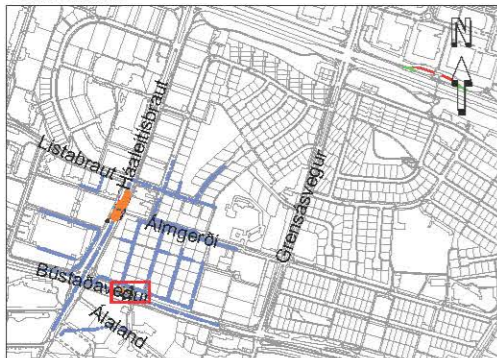 N
Háaleitisbraut
Listabraut
Grensásvegur
Álmgerði
Bústaðavegur
Álaland